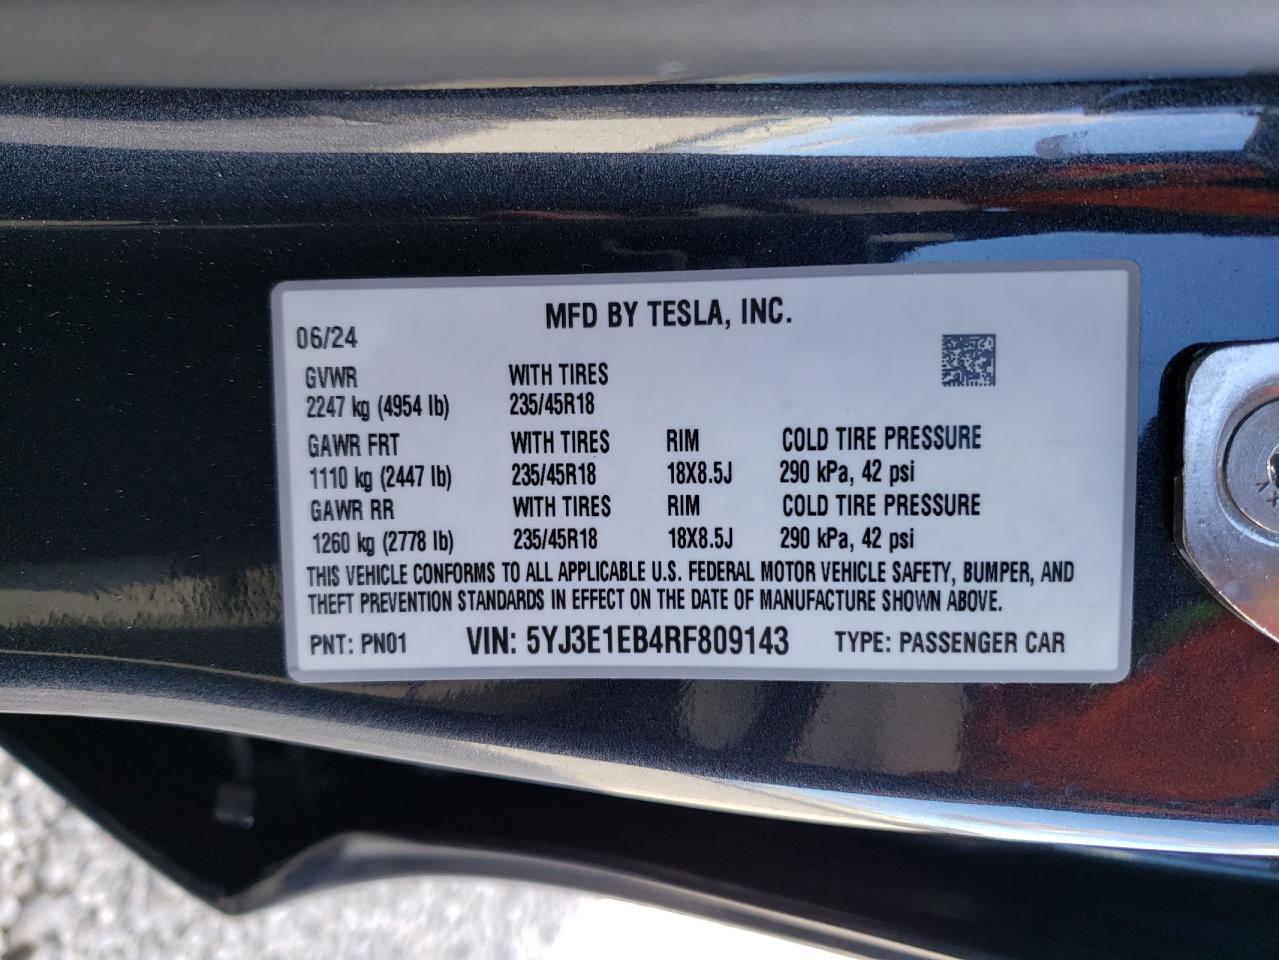 MFD BY TESLA, INC.
06/24
GVWR WITH TIRES
2247 kg (4954 lb) 235/45R18
GAWR FRT WITH TIRES RIM COLD TIRE PRESSURE
1110 kg (2447 lb) 235/45R18 18X8.5J 290 kPa, 42 psi
GAWR RR WITH TIRES RIM COLD TIRE PRESSURE
1260 kg (2778 lb) 235/45R18 18X8.5J 290 kPa, 42 psi
THIS VEHICLE CONFORMS TO ALL APPLICABLE U.S. FEDERAL MOTOR VEHICLE SAFETY, BUMPER, AND
THEFT PREVENTION STANDARDS IN EFFECT ON THE DATE OF MANUFACTURE SHOWN ABOVE.
PNT: PN01 VIN: 5YJ3E1EB4RF809143 TYPE: PASSENGER CAR